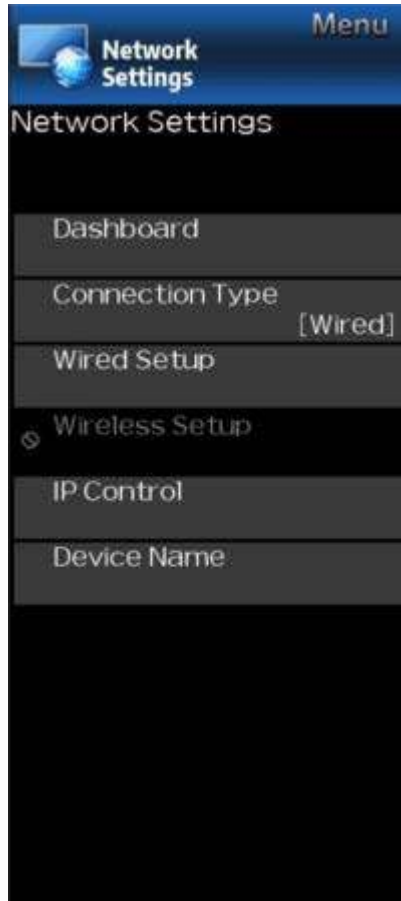 Menu
Network
Settings
Network Settings
Dashboard
Connection Type
[Wired]
Wired Setup
Wireless Setup
IP Control
Device Name